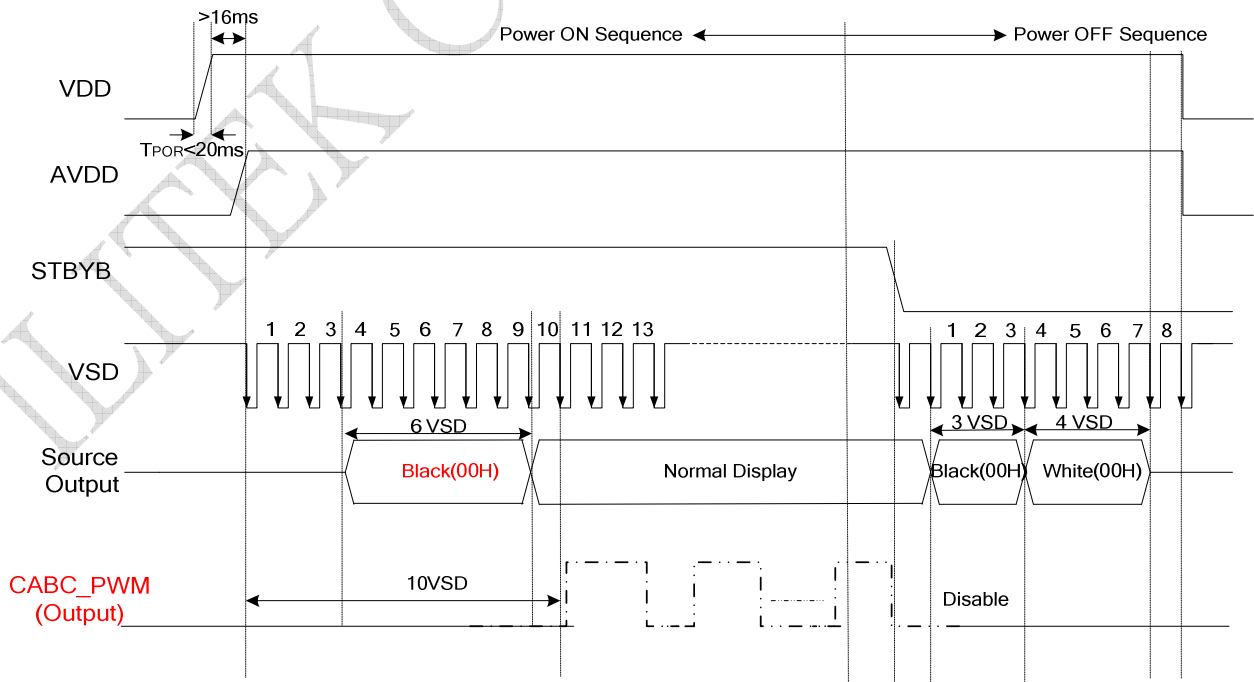 >16ms
Power ON Sequence
Power OFF Sequence
VDD
TPOR<20ms
AVDD
STBYB
1 2 3 4 5 6 7 8 9 10 11 12 13
1 2 3 4 5 6 7 8
VSD
6 VSD
3 VSD
4 VSD
Source
Output
Black(00H)
Normal Display
Black(00H)
White(00H)
CABC_PWM
(Output)
10VSD
Disable
ILITEK C